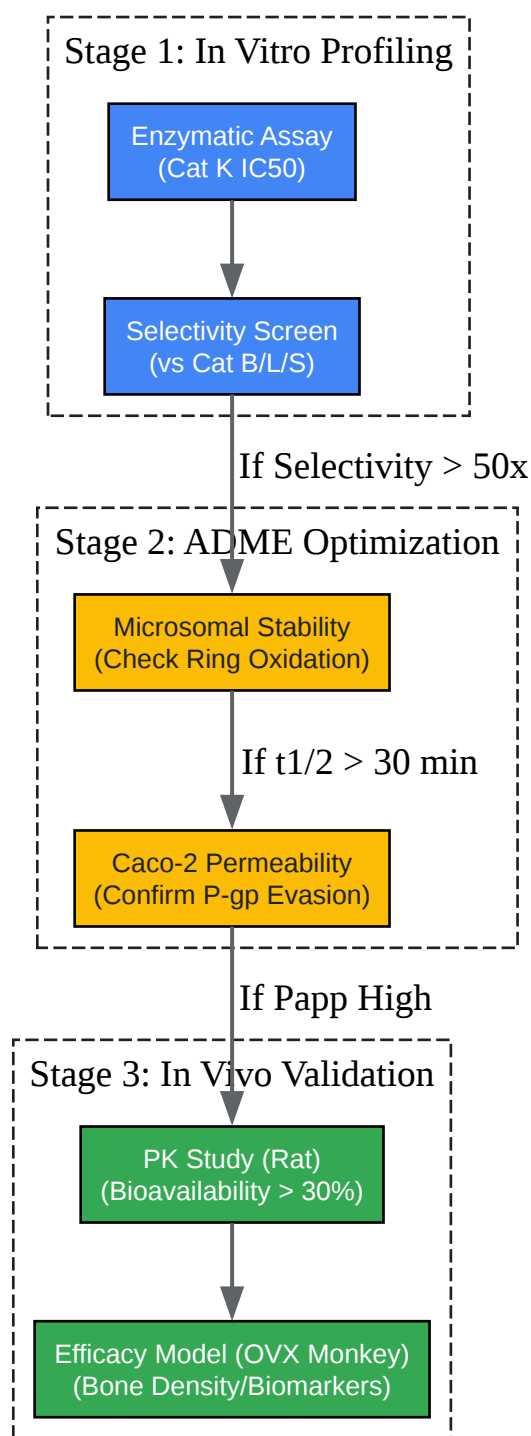 Stage 1: In Vitro Profiling
Enzymatic Assay
(Cat K IC50)
Selectivity Screen
(vs Cat B/L/S)
If Selectivity > 50x
Stage 2: ADME Optimization
Microsomal Stability
(Check Ring Oxidation)
If t1/2 > 30 min
Caco-2 Permeability
(Confirm P-gp Evasion)
If Papp High
Stage 3: In Vivo Validation
PK Study (Rat)
(Bioavailability > 30%)
Efficacy Model (OVX Monkey)
(Bone Density/Biomarkers)